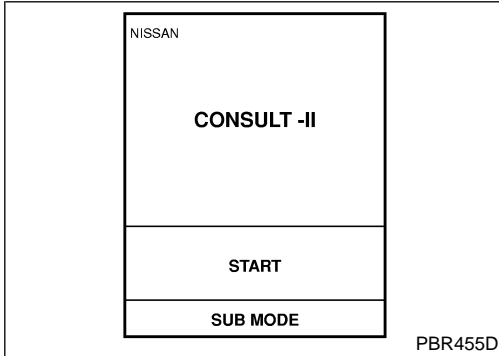 NISSAN
CONSULT -II
START
SUB MODE
PBR455D